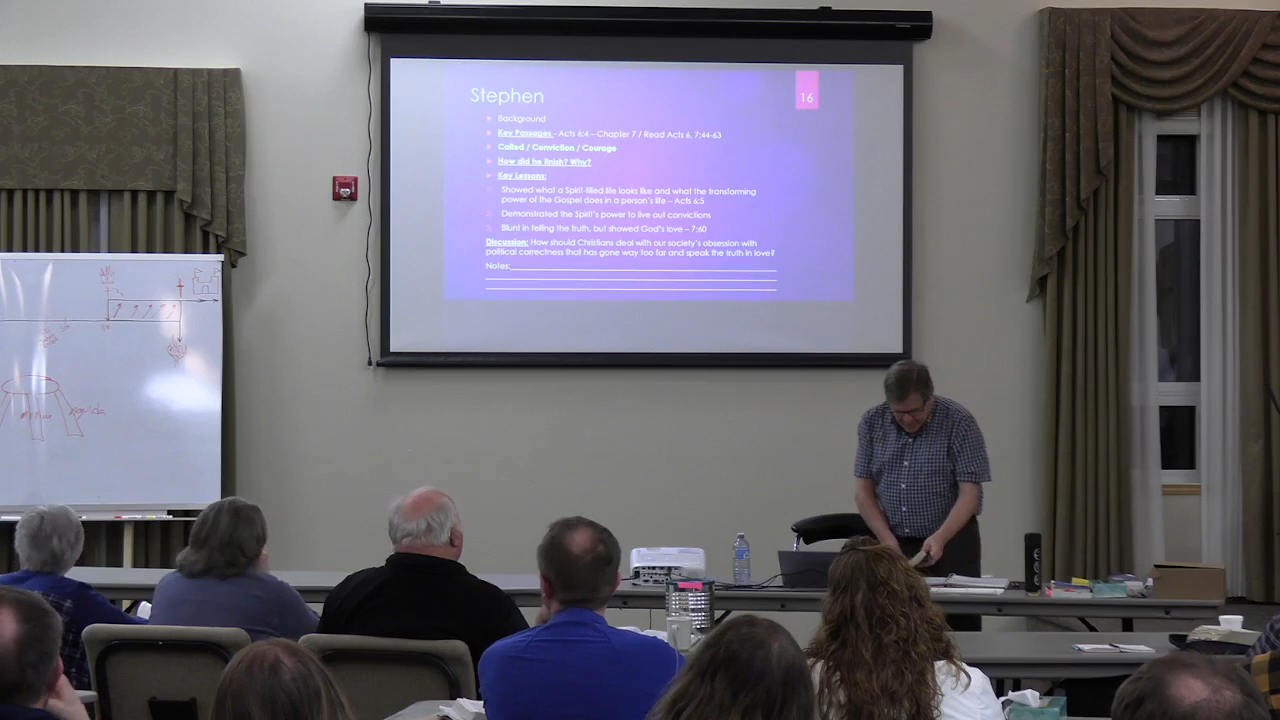 Stephen
16
Background
Key Passages - Acts 6:4 – Chapter 7 / Read Acts 6, 7:44-63
Called / Conviction / Courage
How did he finish? Why?
Key Lessons:
Showed what a Spirit-filled life looks like and what the transforming
power of the Gospel does in a person's life – Acts 6:5
Demonstrated the Spirit's power to live out convictions
Blunt in telling the truth, but showed God's love – 7:60
Discussion: How should Christians deal with our society's obsession with
political correctness that has gone way too far and speak the truth in love?
Notes: